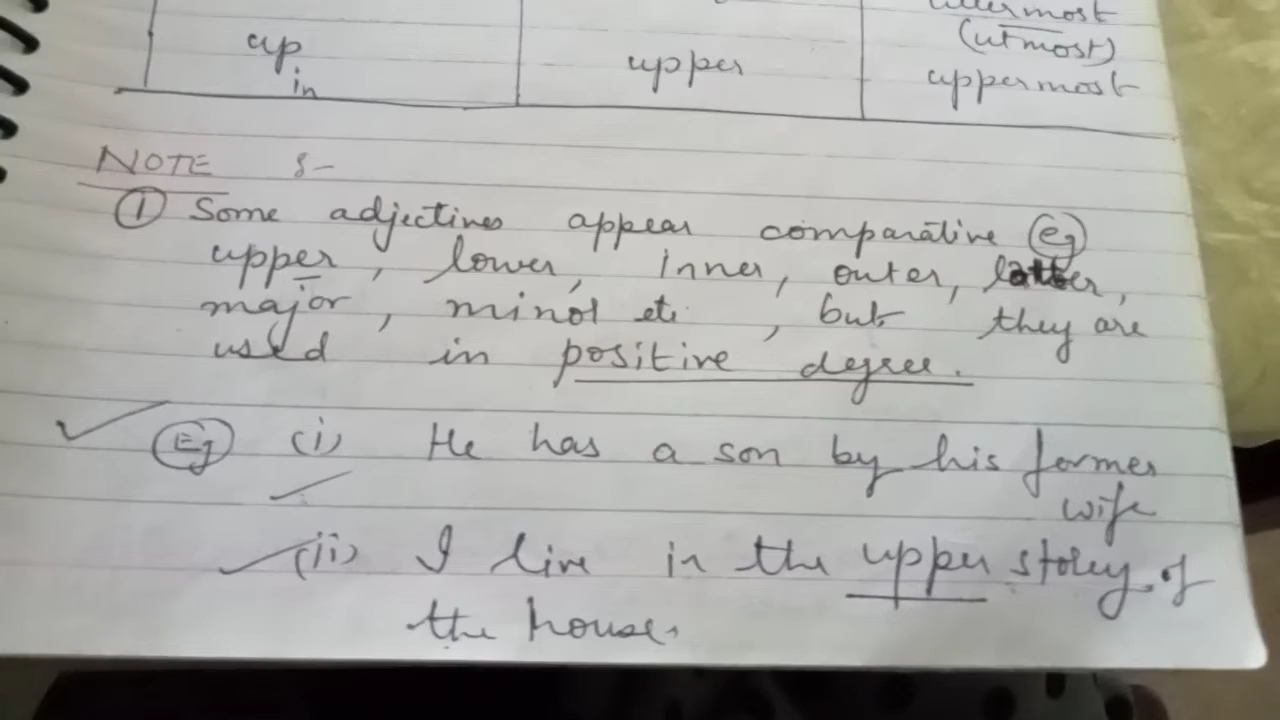 uttermost
(utmost)
up upper uppermost
in
NOTE :-
① Some adjectives appear comparative (eg)
upper, lower, inner, outer, latter,
major, minor etc, but they are
used in positive degree.
(Eg) (i) He has a son by his former
wife
(ii) I live in the upper storey of
the house.